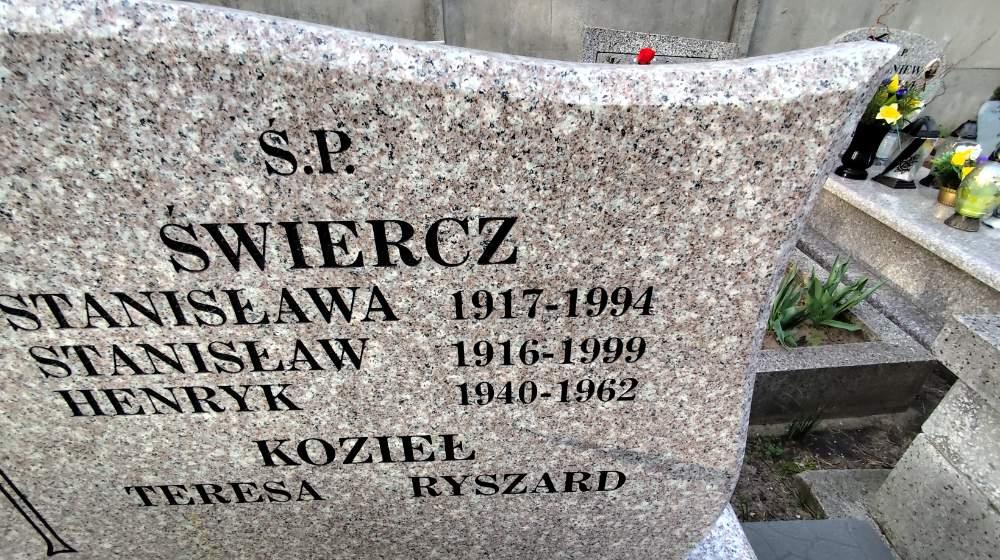 Ś.P.
ŚWIERCZ
STANISŁAWA 1917-1994
STANISŁAW 1916-1999
HENRYK 1940-1962
KOZIEŁ
TERESA RYSZARD